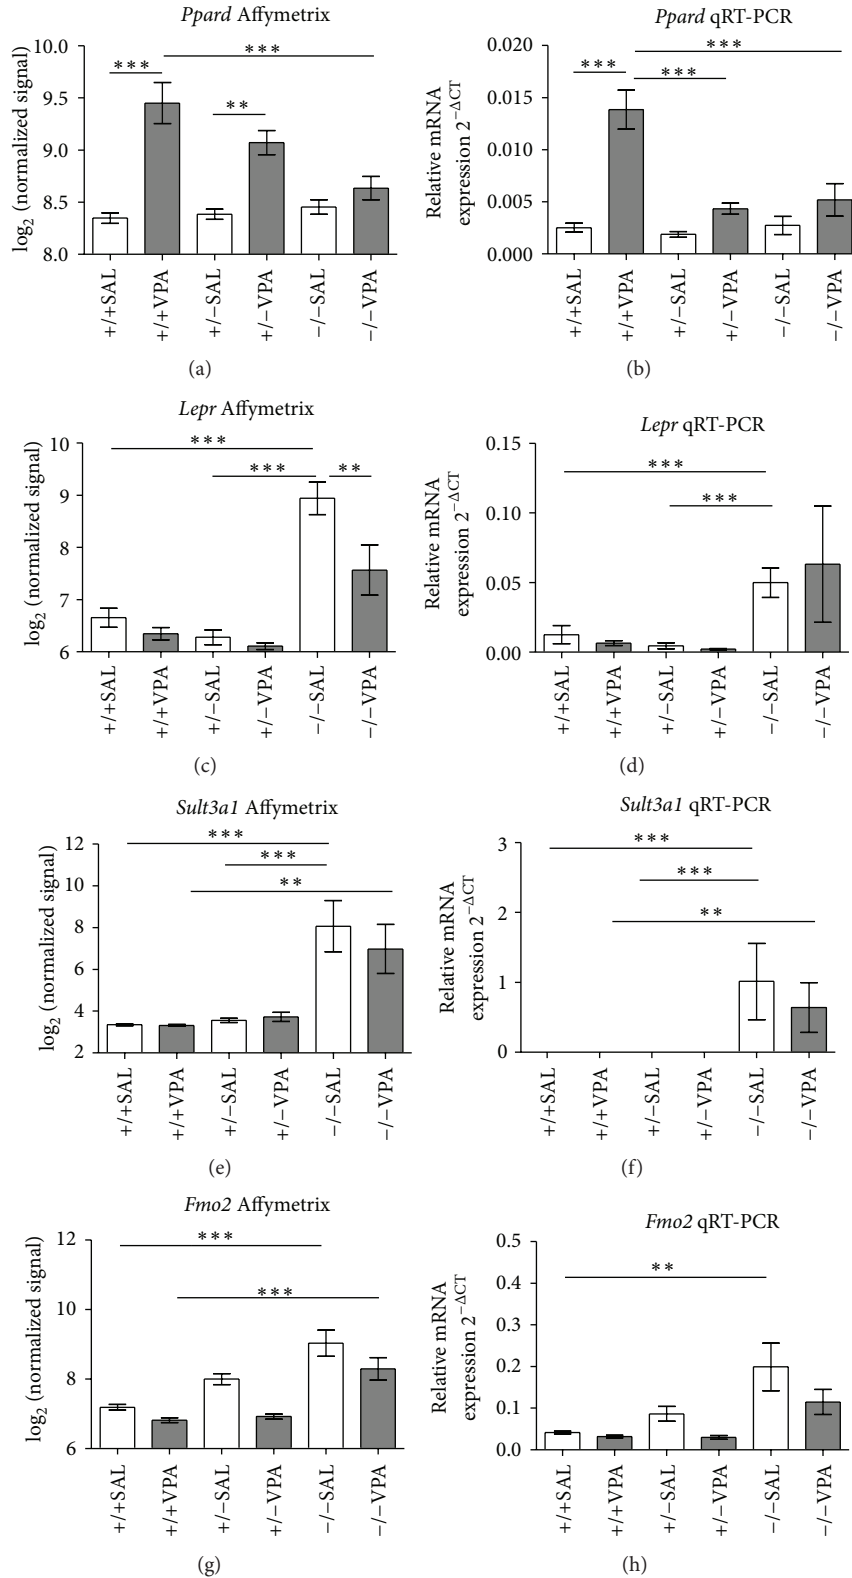 Ppard Affymetrix
log₂ (normalized signal)
10.0
9.5
9.0
8.5
8.0
***
***
**
+/+SAL
+/+VPA
+/−SAL
+/−VPA
−/−SAL
−/−VPA
(a)
Ppard qRT-PCR
Relative mRNA
expression 2^−ΔCT
0.020
0.015
0.010
0.005
0.000
***
***
***
+/+SAL
+/+VPA
+/−SAL
+/−VPA
−/−SAL
−/−VPA
(b)
Lepr Affymetrix
log₂ (normalized signal)
10
9
8
7
6
***
***
**
+/+SAL
+/+VPA
+/−SAL
+/−VPA
−/−SAL
−/−VPA
(c)
Lepr qRT-PCR
Relative mRNA
expression 2^−ΔCT
0.15
0.10
0.05
0.00
***
***
+/+SAL
+/+VPA
+/−SAL
+/−VPA
−/−SAL
−/−VPA
(d)
Sult3a1 Affymetrix
log₂ (normalized signal)
12
10
8
6
4
2
***
***
**
+/+SAL
+/+VPA
+/−SAL
+/−VPA
−/−SAL
−/−VPA
(e)
Sult3a1 qRT-PCR
Relative mRNA
expression 2^−ΔCT
3
2
1
0
***
***
**
+/+SAL
+/+VPA
+/−SAL
+/−VPA
−/−SAL
−/−VPA
(f)
Fmo2 Affymetrix
log₂ (normalized signal)
12
10
8
6
***
***
+/+SAL
+/+VPA
+/−SAL
+/−VPA
−/−SAL
−/−VPA
(g)
Fmo2 qRT-PCR
Relative mRNA
expression 2^−ΔCT
0.5
0.4
0.3
0.2
0.1
0.0
**
+/+SAL
+/+VPA
+/−SAL
+/−VPA
−/−SAL
−/−VPA
(h)